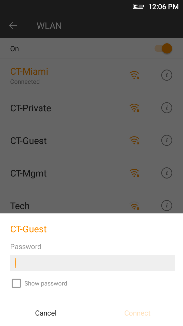 12:06 PM
WLAN
On
CT-Miami
Connected
CT-Private
CT-Guest
CT-Mgmt
Tech
CT-Guest
Password
Show password
Cancel Connect